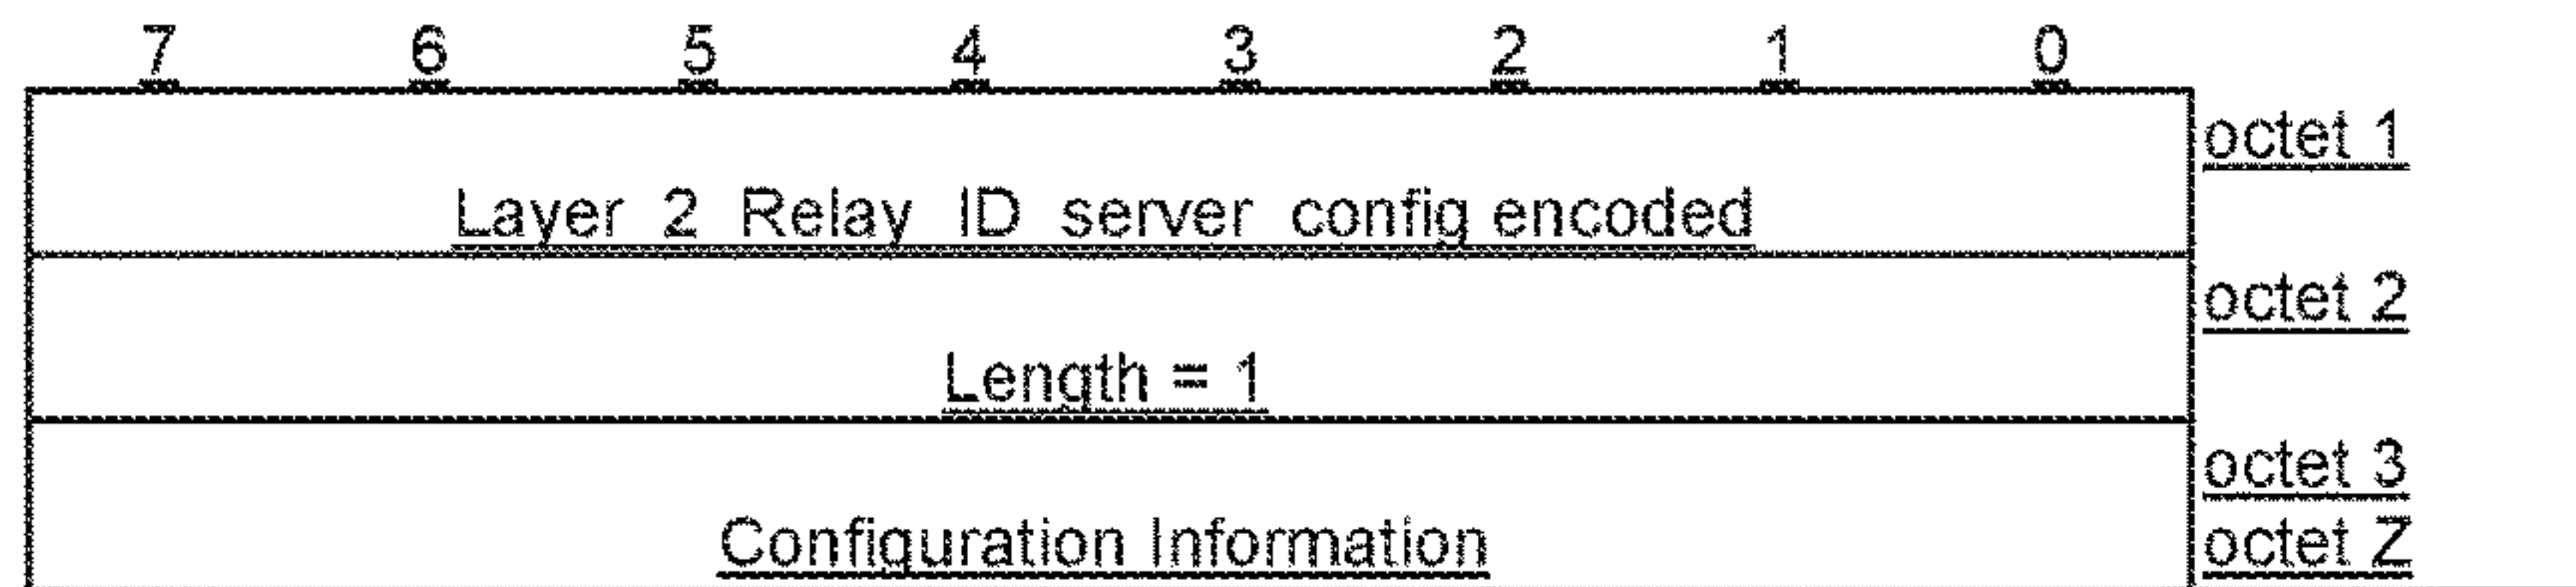 7 6 5 4 3 2 1 0
octet 1
Layer 2 Relay ID server config encoded
octet 2
Length = 1
octet 3
Configuration Information octet Z